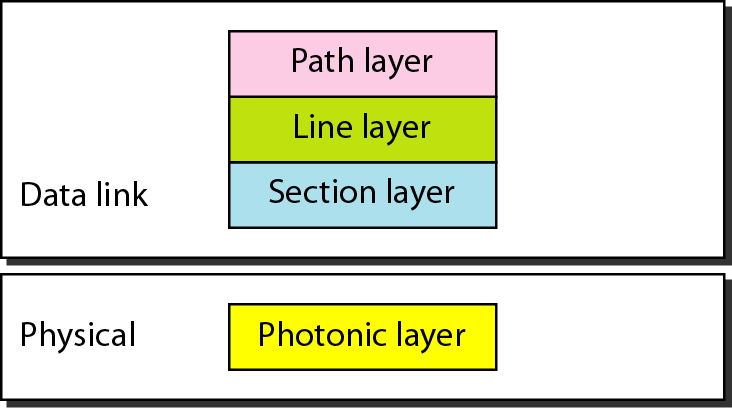 Path layer
Line layer
Data link
Section layer
Physical
Photonic layer